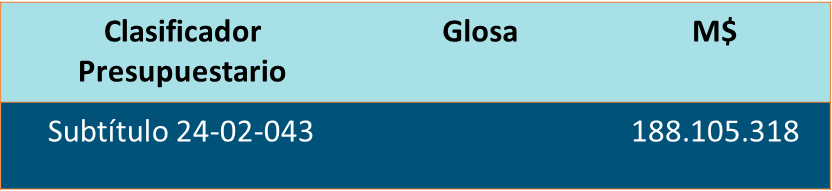 Clasificador Glosa M$
Presupuestario
Subtítulo 24-02-043 188.105.318